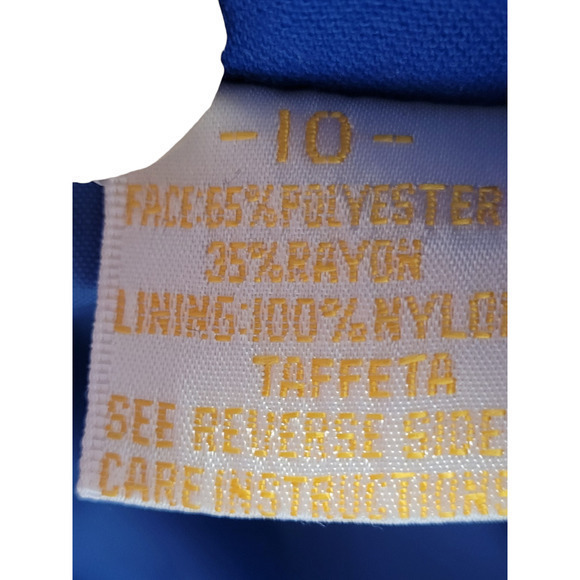 - 10 -
FACE:65%POLYESTER
35%RAYON
LINING:100%NYLON
TAFFETA
SEE REVERSE SIDE
CARE INSTRUCTIONS